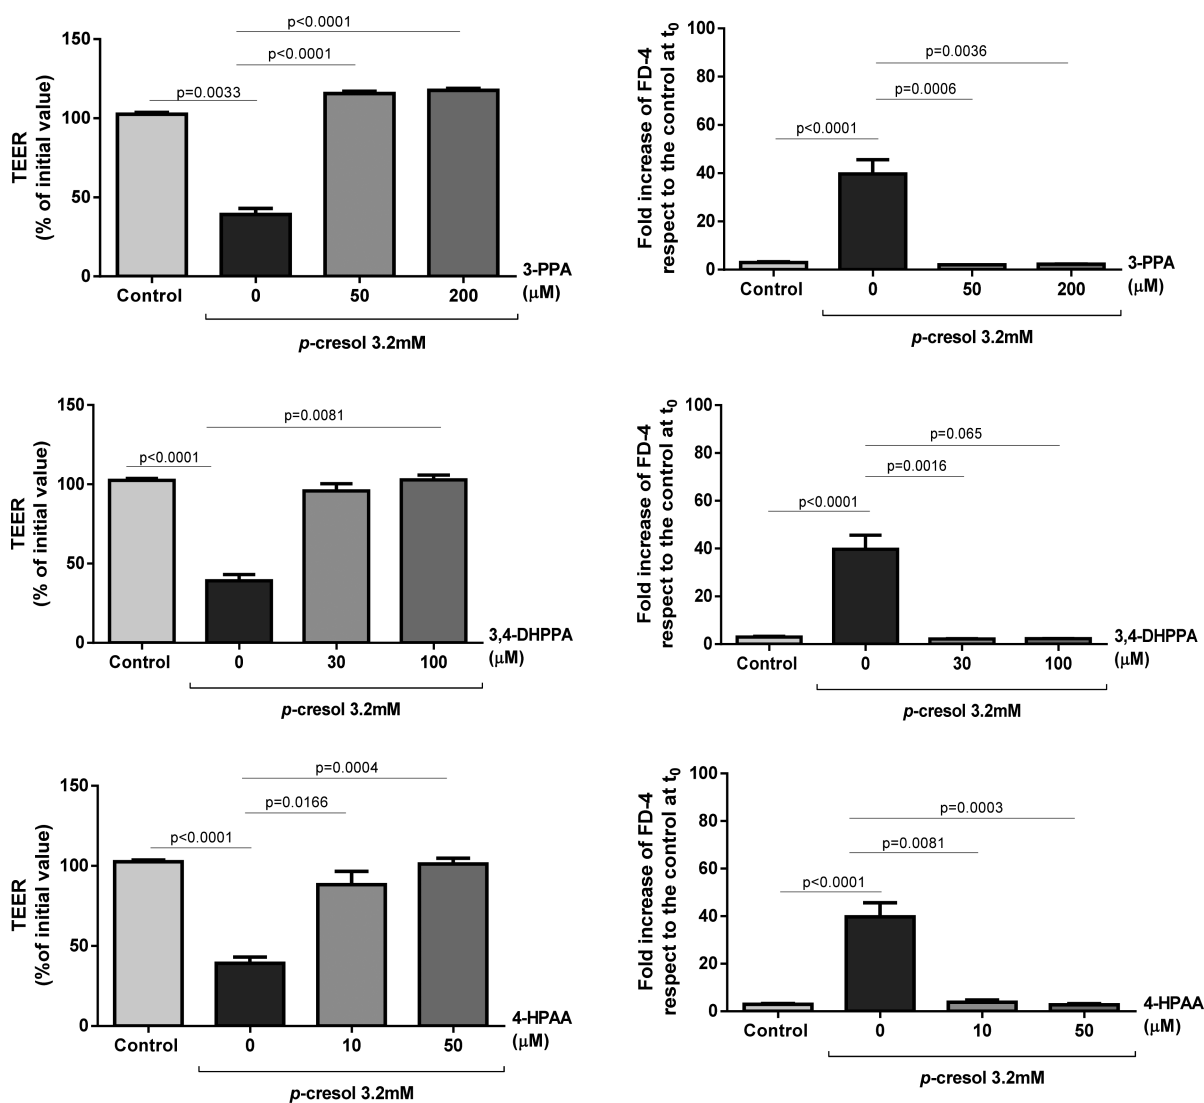 p<0.0001
p<0.0001
p=0.0033
150
100
50
0
TEER
(% of initial value)
Control
0
50
200
3-PPA
(μM)
p-cresol 3.2mM
100
80
60
40
20
0
Fold increase of FD-4
respect to the control at t0
p=0.0036
p=0.0006
p<0.0001
Control
0
50
200
3-PPA
(μM)
p-cresol 3.2mM
150
100
50
0
TEER
(% of initial value)
p=0.0081
p<0.0001
Control
0
30
100
3,4-DHPPA
(μM)
p-cresol 3.2mM
100
80
60
40
20
0
Fold increase of FD-4
respect to the control at t0
p=0.065
p=0.0016
p<0.0001
Control
0
30
100
3,4-DHPPA
(μM)
p-cresol 3.2mM
150
100
50
0
TEER
(%of initial value)
p=0.0004
p=0.0166
p<0.0001
Control
0
10
50
4-HPAA
(μM)
p-cresol 3.2mM
100
80
60
40
20
0
Fold increase of FD-4
respect to the control at t0
p=0.0003
p=0.0081
p<0.0001
Control
0
10
50
4-HPAA
(μM)
p-cresol 3.2mM